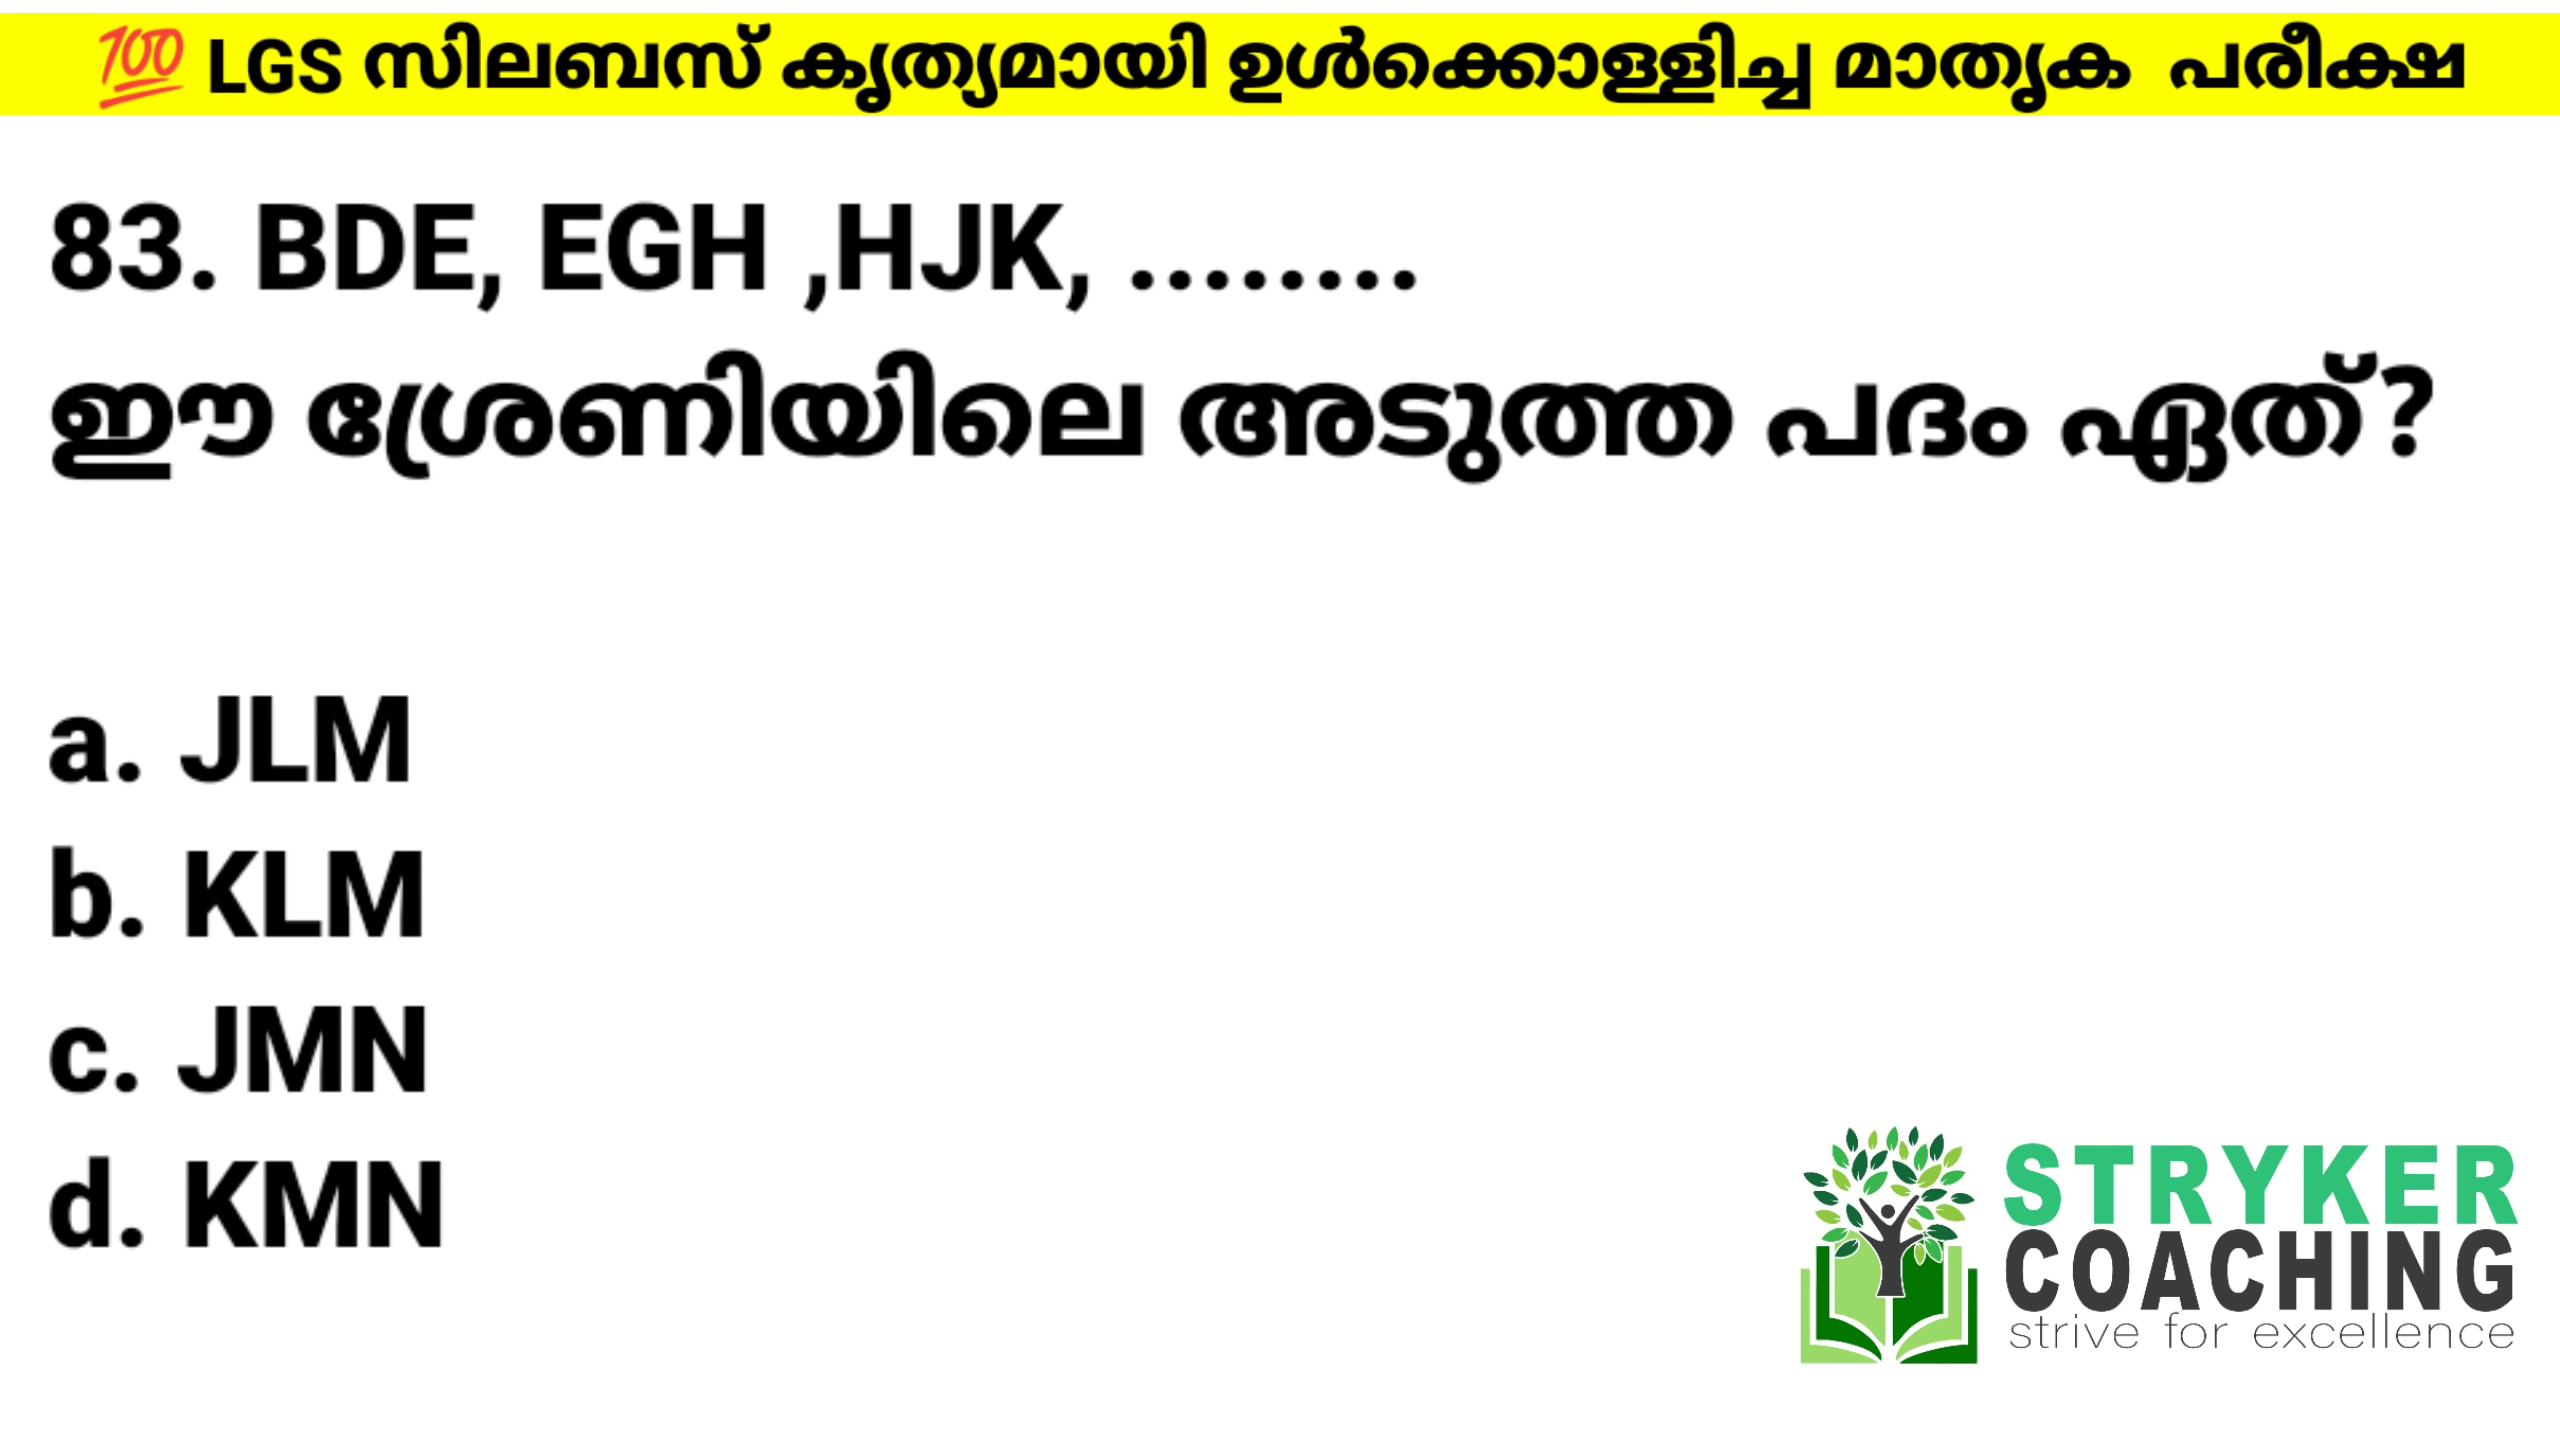 💯 LGS സിലബസ് കൃത്യമായി ഉൾക്കൊള്ളിച്ച മാതൃക പരീക്ഷ
83. BDE, EGH ,HJK, ........
ഈ ശ്രേണിയിലെ അടുത്ത പദം ഏത്?
a. JLM
b. KLM
c. JMN
d. KMN
STRYKER
COACHING
strive for excellence